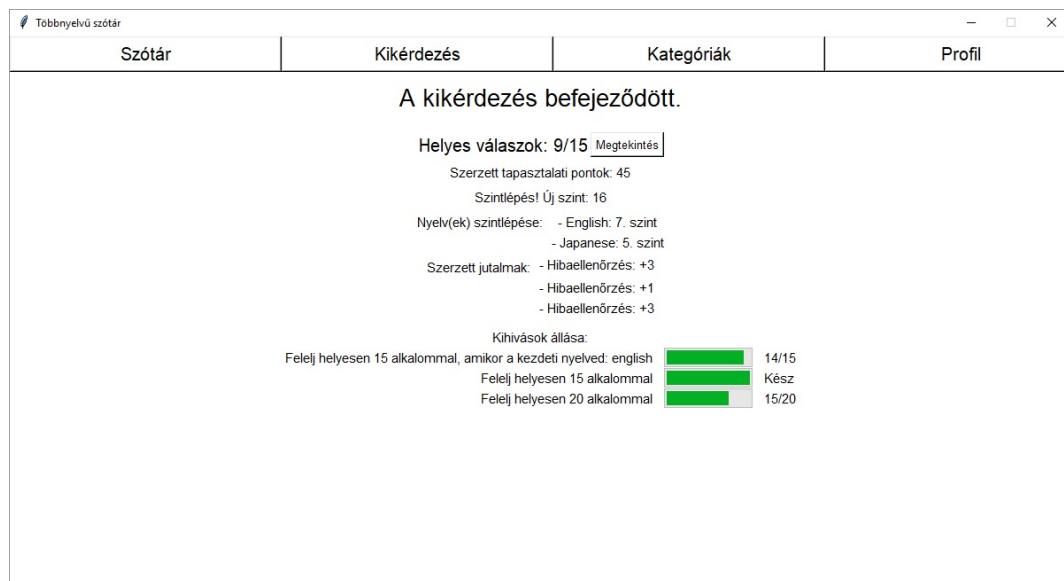 Többnyelvű szótár
Szótár Kikérdezés Kategóriák Profil
A kikérdezés befejeződött.
Helyes válaszok: 9/15 Megtekintés
Szerzett tapasztalati pontok: 45
Szintlépés! Új szint: 16
Nyelv(ek) szintlépése: - English: 7. szint
- Japanese: 5. szint
Szerzett jutalmak: - Hibaellenőrzés: +3
- Hibaellenőrzés: +1
- Hibaellenőrzés: +3
Kihivások állása:
Felelj helyesen 15 alkalommal, amikor a kezdeti nyelved: english 14/15
Felelj helyesen 15 alkalommal Kész
Felelj helyesen 20 alkalommal 15/20